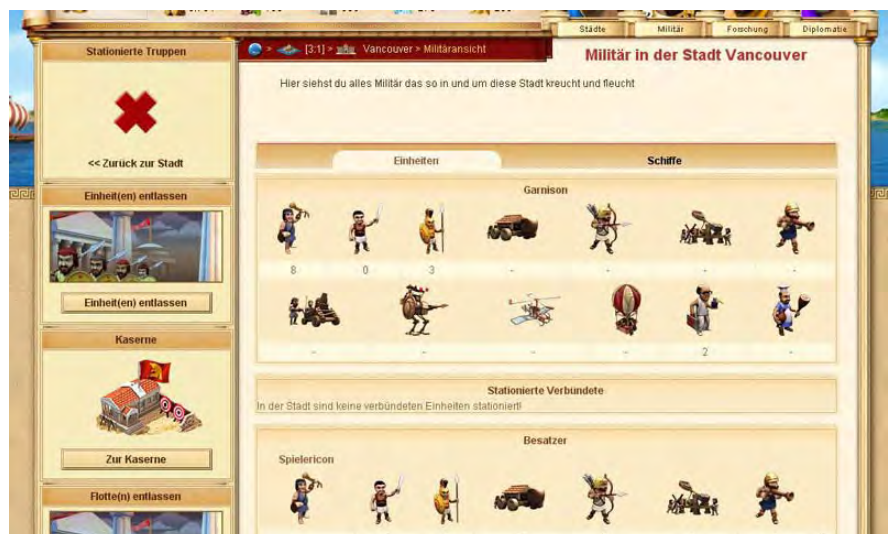 Städte Militär Forschung Diplomatie
Stationierte Truppen
<< Zurück zur Stadt
Einheit(en) entlassen
Einheit(en) entlassen
Kaserne
Zur Kaserne
Flotte(n) entlassen
> [3:1] > Vancouver > Militäransicht
Militär in der Stadt Vancouver
Hier siehst du alles Militär das so in und um diese Stadt kreucht und fleucht
Einheiten Schiffe
Garnison
8 0 3 - - - -
- - - - 2 -
Stationierte Verbündete
In der Stadt sind keine verbündeten Einheiten stationiert!
Besatzer
Spielericon